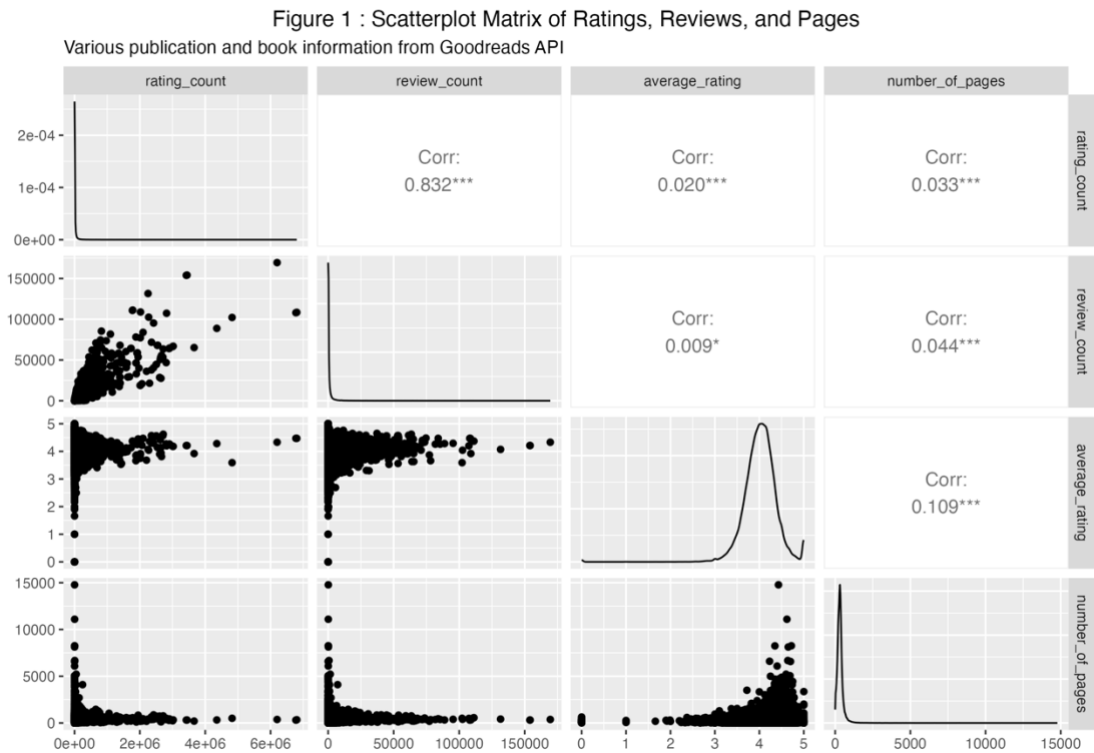 Figure 1 : Scatterplot Matrix of Ratings, Reviews, and Pages
Various publication and book information from Goodreads API
rating_count
review_count
average_rating
number_of_pages
2e-04
1e-04
0e+00
Corr:
0.832***
Corr:
0.020***
Corr:
0.033***
rating_count
150000
100000
50000
0
Corr:
0.009*
Corr:
0.044***
review_count
5
4
3
2
1
0
Corr:
0.109***
average_rating
15000
10000
5000
0
number_of_pages
0e+00 2e+06 4e+06 6e+06
0 50000 100000 150000
0 1 2 3 4 5
0 5000 10000 15000